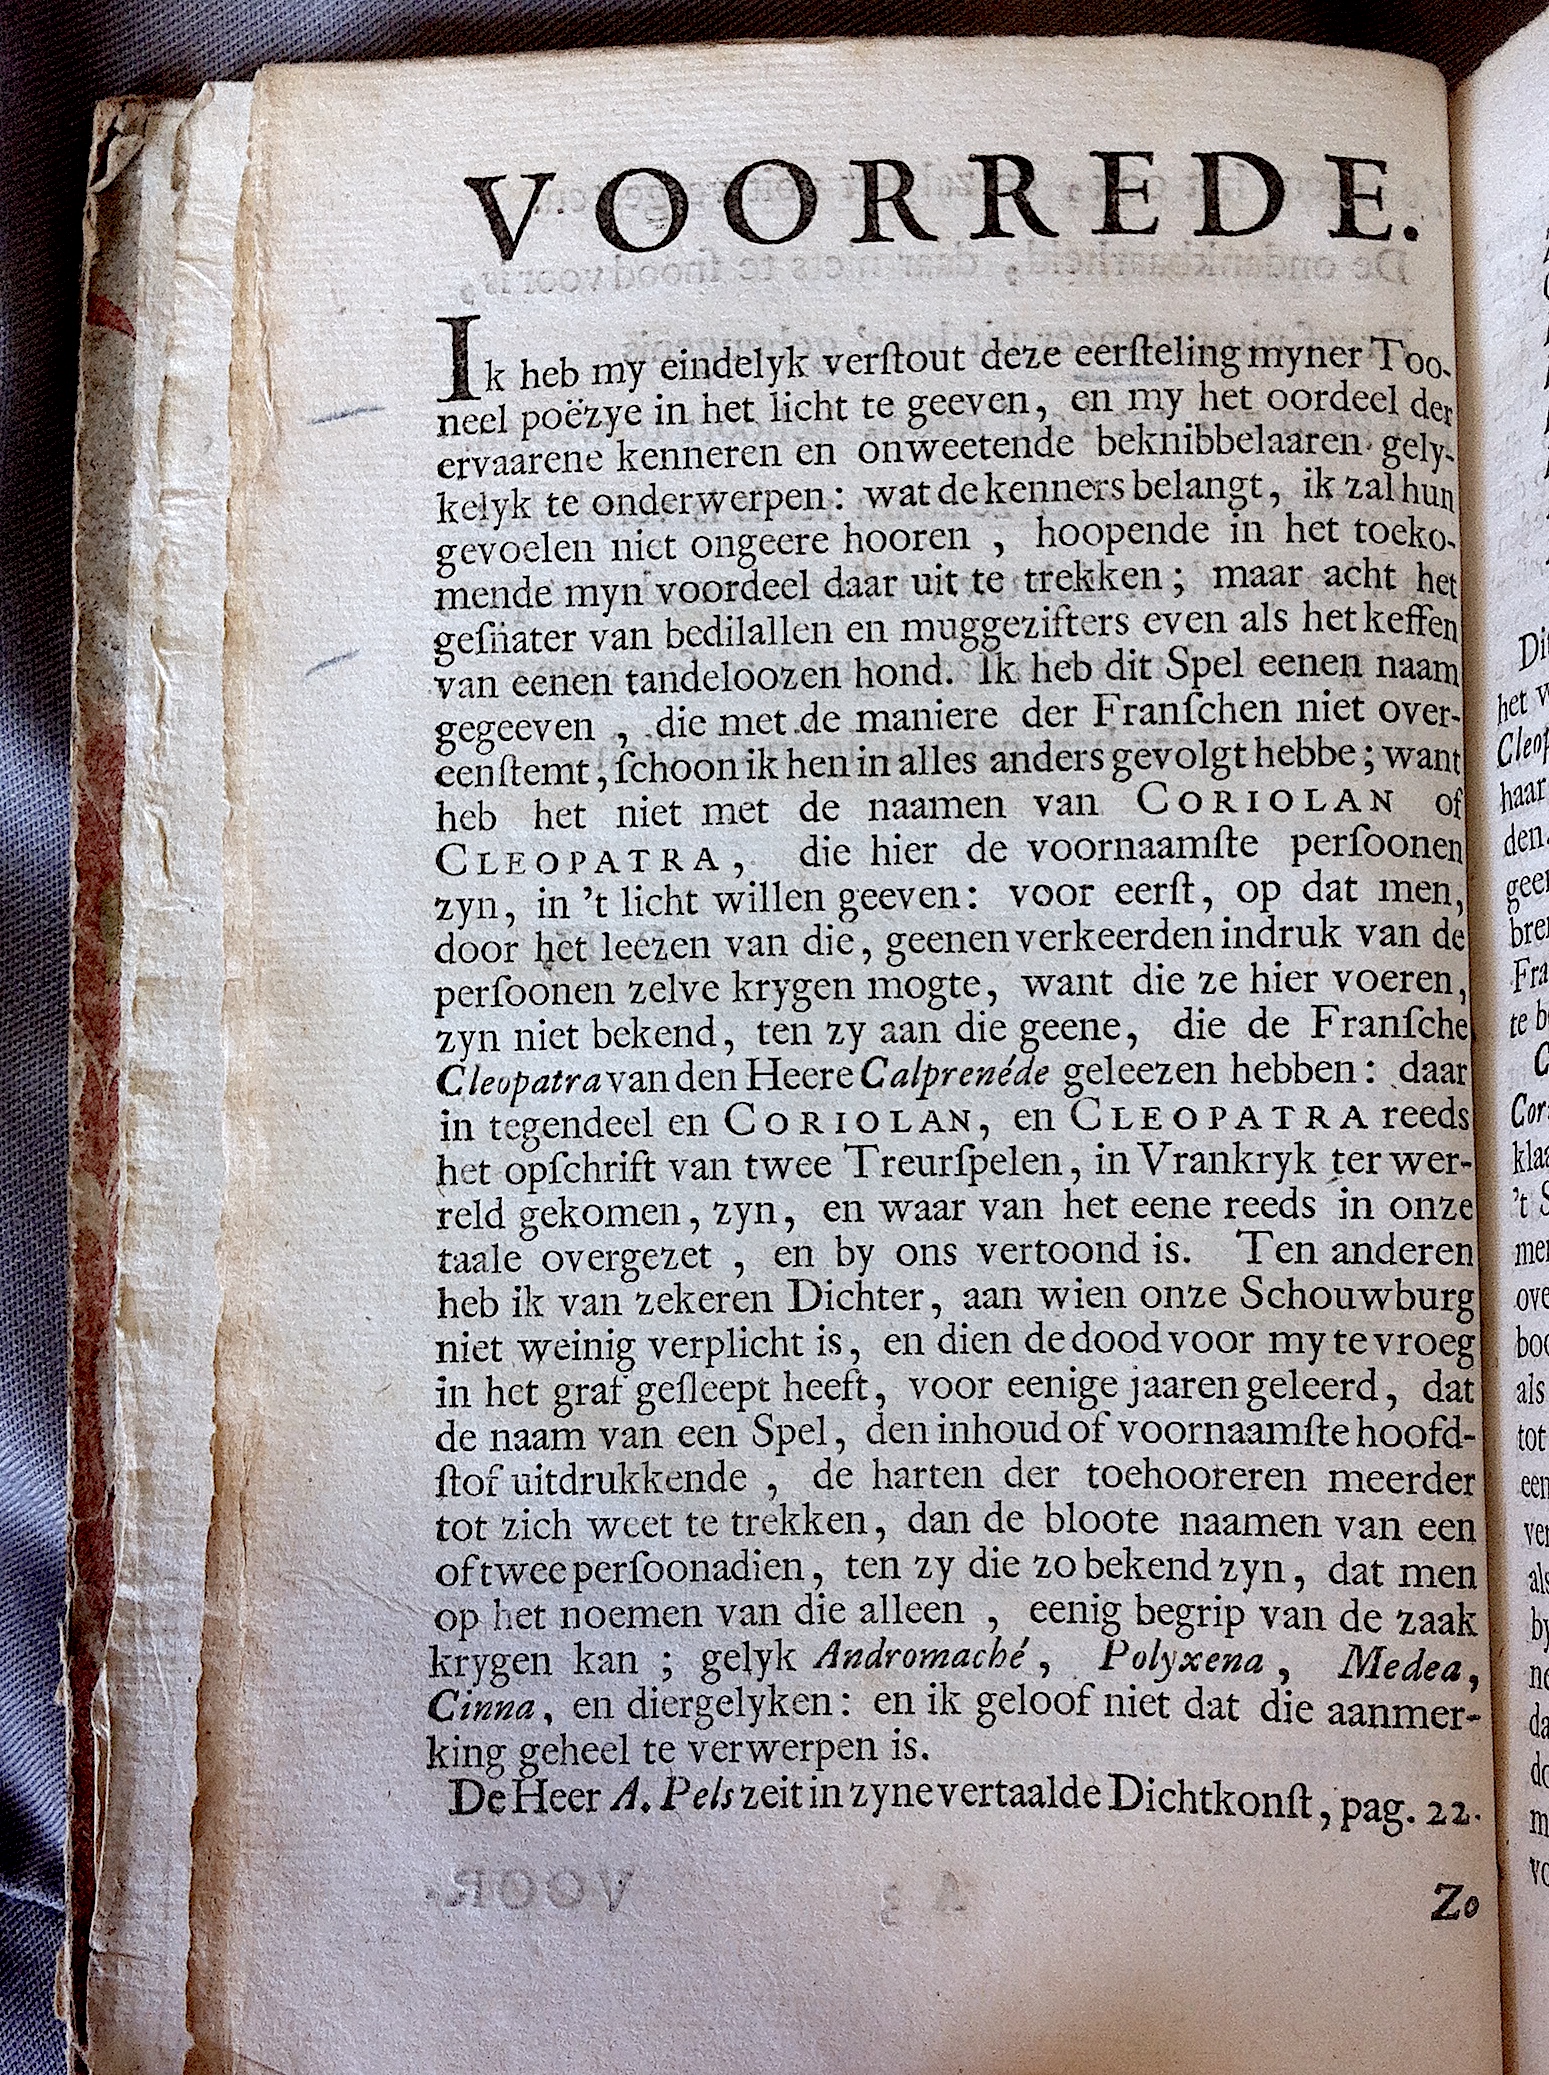 VOORREDE.
Ik heb my eindelyk verſtout deze eerſteling myner Too-
neel poëzye in het licht te geeven, en my het oordeel der
ervaarene kenneren en onweetende beknibbelaaren gely-
kelyk te onderwerpen: wat de kenners belangt, ik zal hun
gevoelen niet ongeere hooren, hoopende in het toeko-
mende myn voordeel daar uit te trekken; maar acht het
geſnater van bedilallen en muggezifters even als het keffen
van eenen tandeloozen hond. Ik heb dit Spel eenen naam
gegeeven, die met de maniere der Franſchen niet over-
eenſtemt, ſchoon ik hen in alles anders gevolgt hebbe; want
heb het niet met de naamen van CORIOLAN of
CLEOPATRA, die hier de voornaamſte perſoonen
zyn, in 't licht willen geeven: voor eerſt, op dat men,
door het leezen van die, geenen verkeerden indruk van de
perſoonen zelve krygen mogte, want die ze hier voeren,
zyn niet bekend, ten zy aan die geene, die de Franſche
Cleopatra van den Heere Calprenéde geleezen hebben: daar
in tegendeel en CORIOLAN, en CLEOPATRA reeds
het opſchrift van twee Treurſpelen, in Vrankryk ter wer-
reld gekomen, zyn, en waar van het eene reeds in onze
taale overgezet, en by ons vertoond is. Ten anderen
heb ik van zekeren Dichter, aan wien onze Schouwburg
niet weinig verplicht is, en dien de dood voor my te vroeg
in het graf geſleept heeft, voor eenige jaaren geleerd, dat
de naam van een Spel, den inhoud of voornaamſte hoofd-
ſtof uitdrukkende, de harten der toehooreren meerder
tot zich weet te trekken, dan de bloote naamen van een
of twee perſoonadien, ten zy die zo bekend zyn, dat men
op het noemen van die alleen, eenig begrip van de zaak
krygen kan; gelyk Andromaché, Polyxena, Medea,
Cinna, en diergelyken: en ik geloof niet dat die aanmer-
king geheel te verwerpen is.
De Heer A. Pels zeit in zyne vertaalde Dichtkonſt, pag. 22.
Zo